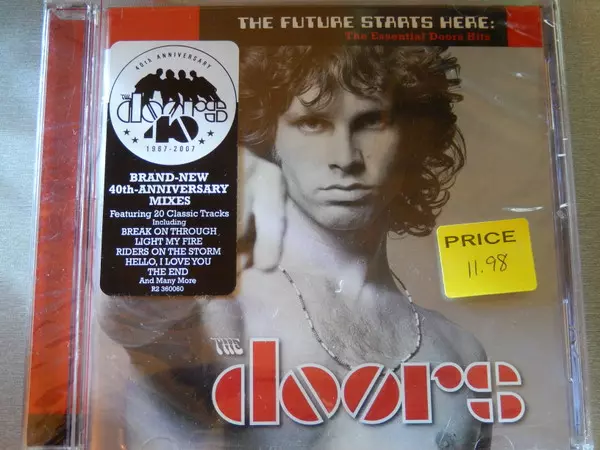 THE FUTURE STARTS HERE:
The Essential Doors Hits
40th ANNIVERSARY
THE
doors
40
1967-2007
BRAND-NEW
40th-ANNIVERSARY
MIXES
Featuring 20 Classic Tracks
Including
BREAK ON THROUGH
LIGHT MY FIRE
RIDERS ON THE STORM
HELLO, I LOVE YOU
THE END
And Many More
R2 360060
PRICE
11.98
THE
doors